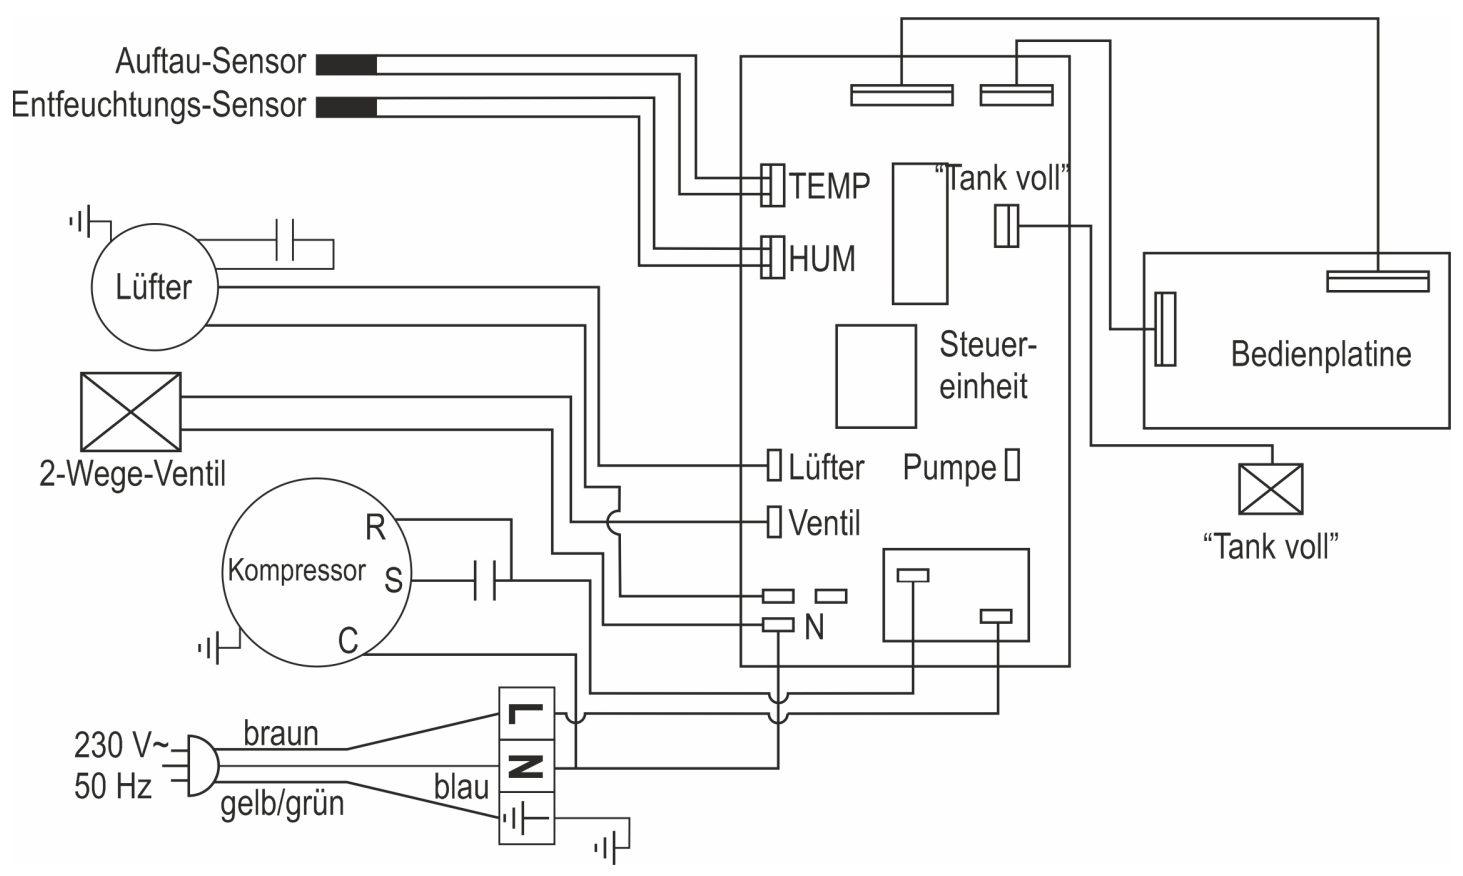 Auftau-Sensor
Entfeuchtungs-Sensor
TEMP
“Tank voll”
HUM
Lüfter
Steuer-
einheit
Bedienplatine
2-Wege-Ventil
Lüfter
Pumpe
Ventil
“Tank voll”
R
Kompressor
S
C
N
L
braun
230 V~
50 Hz
N
blau
gelb/grün